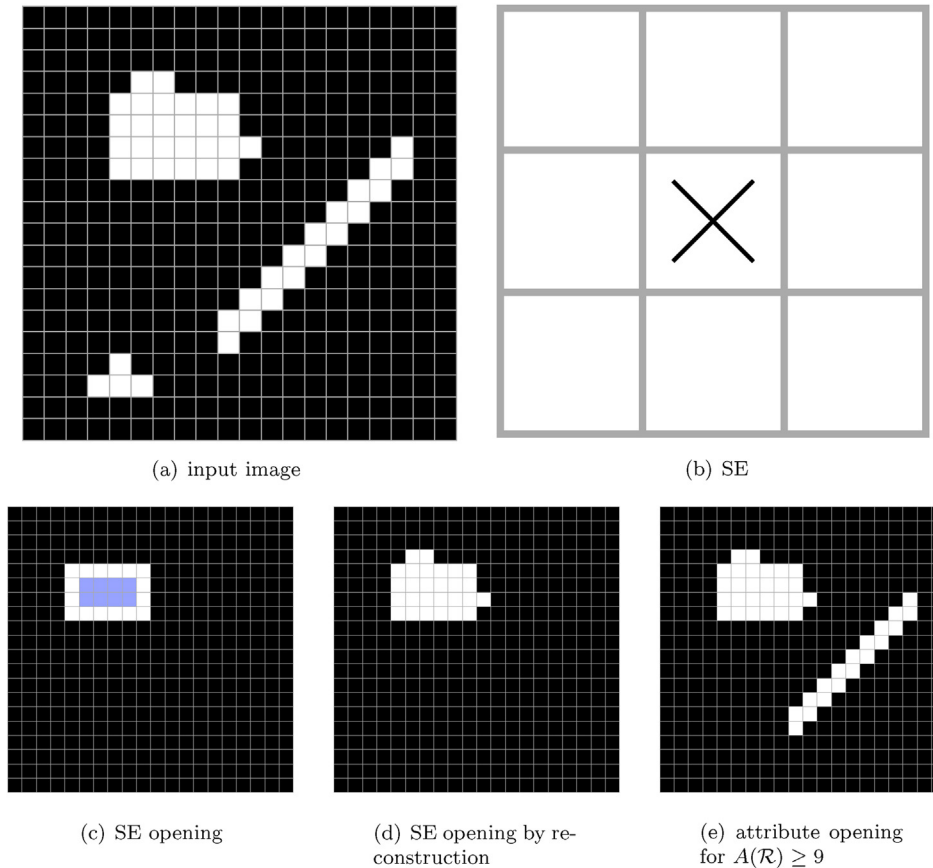 (a) input image
(b) SE
(c) SE opening
(d) SE opening by re-
construction
(e) attribute opening
for A(ℛ) ≥ 9